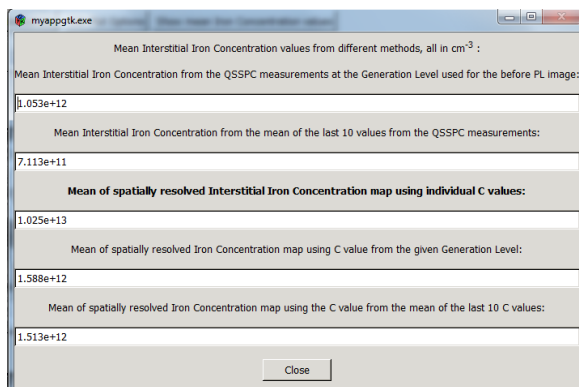 myappgtk.exe
Mean Interstitial Iron Concentration values from different methods, all in cm⁻³ :
Mean Interstitial Iron Concentration from the QSSPC measurements at the Generation Level used for the before PL image:
1.053e+12
Mean Interstitial Iron Concentration from the mean of the last 10 values from the QSSPC measurements:
7.113e+11
Mean of spatially resolved Interstitial Iron Concentration map using individual C values:
1.025e+13
Mean of spatially resolved Iron Concentration map using C value from the given Generation Level:
1.588e+12
Mean of spatially resolved Iron Concentration map using the C value from the mean of the last 10 C values:
1.513e+12
Close